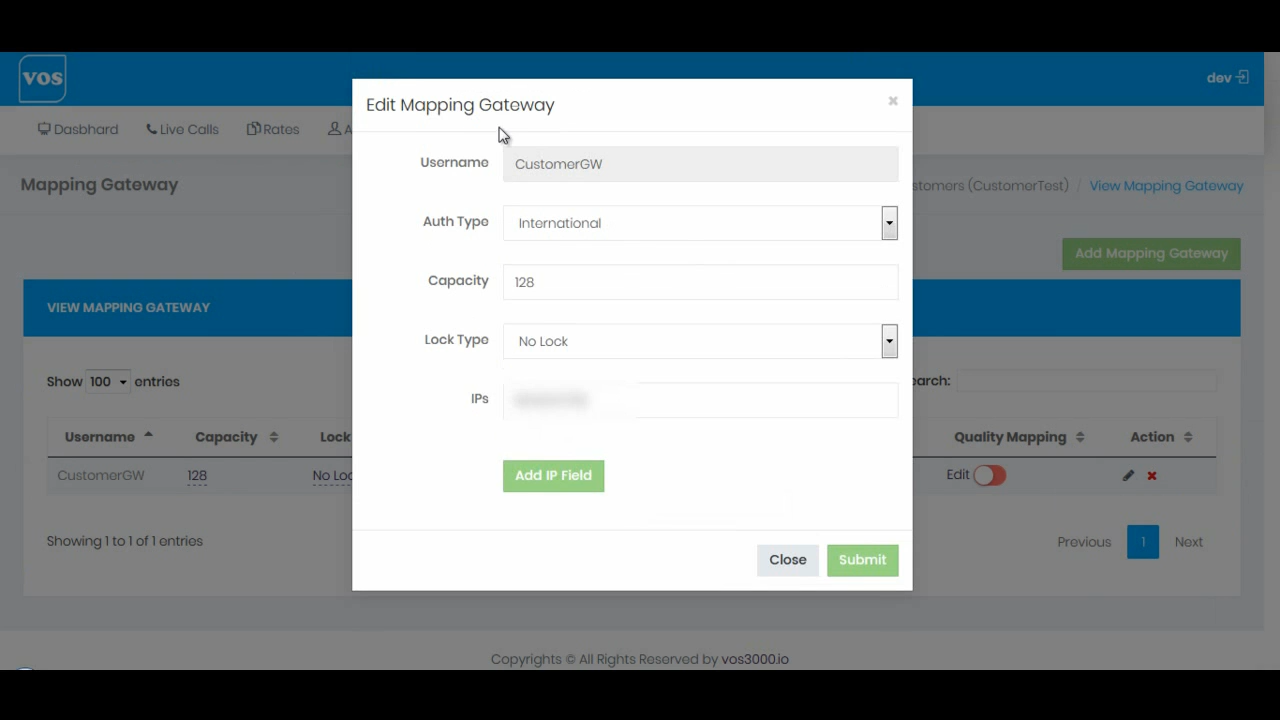 vos
dev
Dasbhard
Live Calls
Rates
A
Mapping Gateway
stomers (CustomerTest) / View Mapping Gateway
Add Mapping Gateway
VIEW MAPPING GATEWAY
Show 100 entries
earch:
Username
Capacity
Lock
Quality Mapping
Action
CustomerGW
128
No Loc
Edit
Showing 1 to 1 of 1 entries
Previous
1
Next
Edit Mapping Gateway
×
Username
CustomerGW
Auth Type
International
Capacity
128
Lock Type
No Lock
IPs
Add IP Field
Close
Submit
Copyrights © All Rights Reserved by vos3000.io